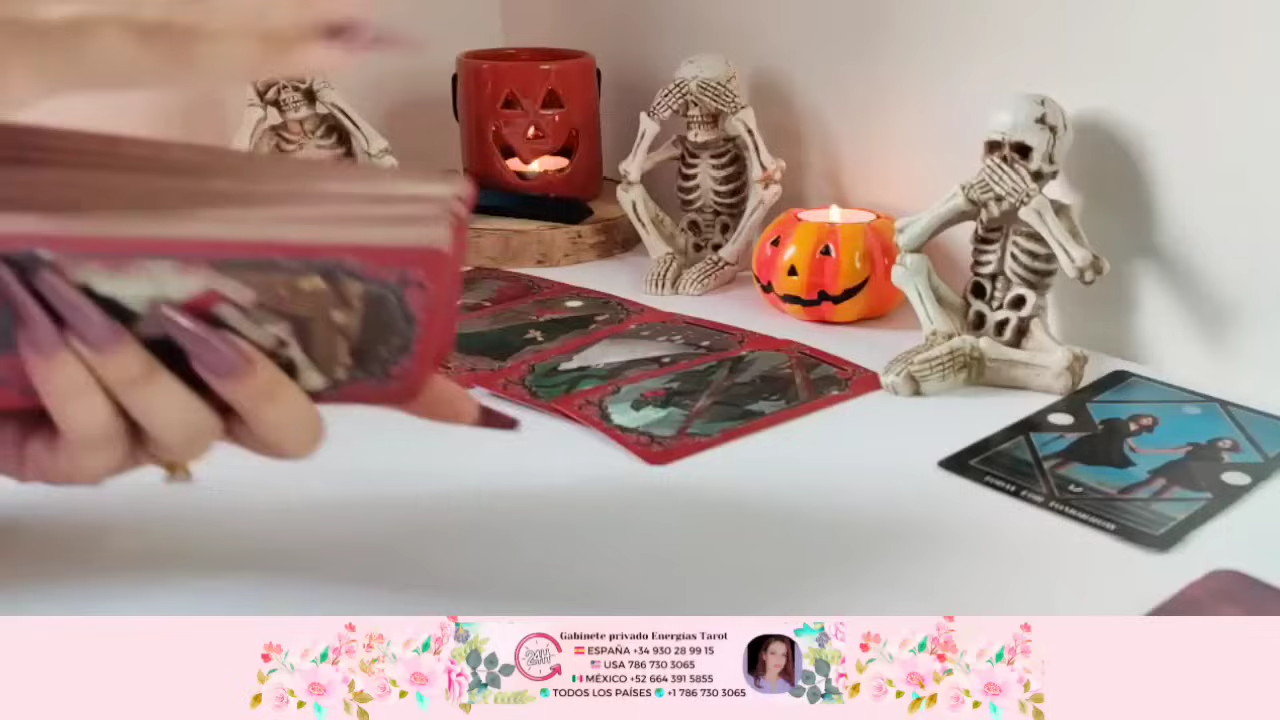 Gabinete privado Energías Tarot
ESPAÑA +34 930 28 99 15
USA 786 730 3065
MÉXICO +52 664 391 5855
TODOS LOS PAÍSES +1 786 730 3065